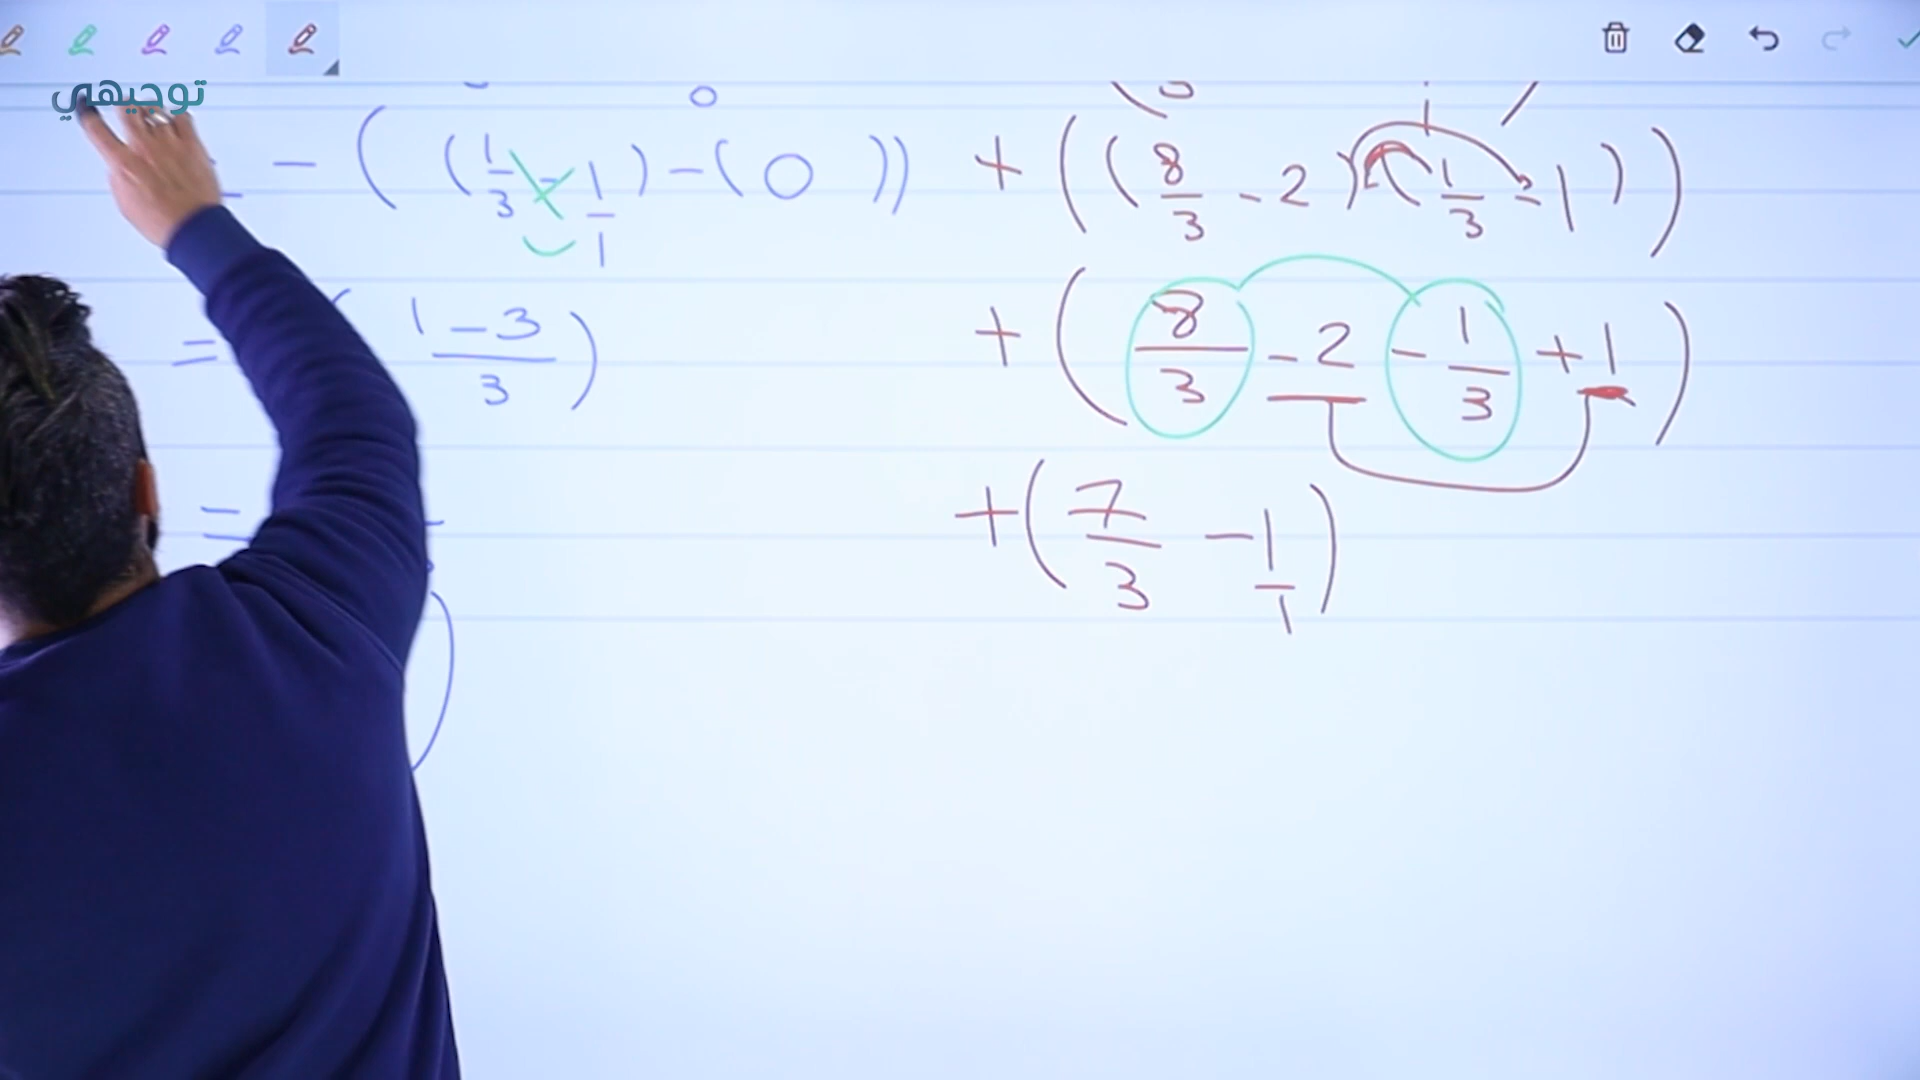 توجيهي
- ( ( 1/3 - 1/1 ) - ( 0 ) ) + ( ( 8/3 - 2 ) - ( 1/3 - 1 ) )
= ( (1 - 3)/3 ) + ( 8/3 - 2 - 1/3 + 1 )
= + ( 7/3 - 1/1 )